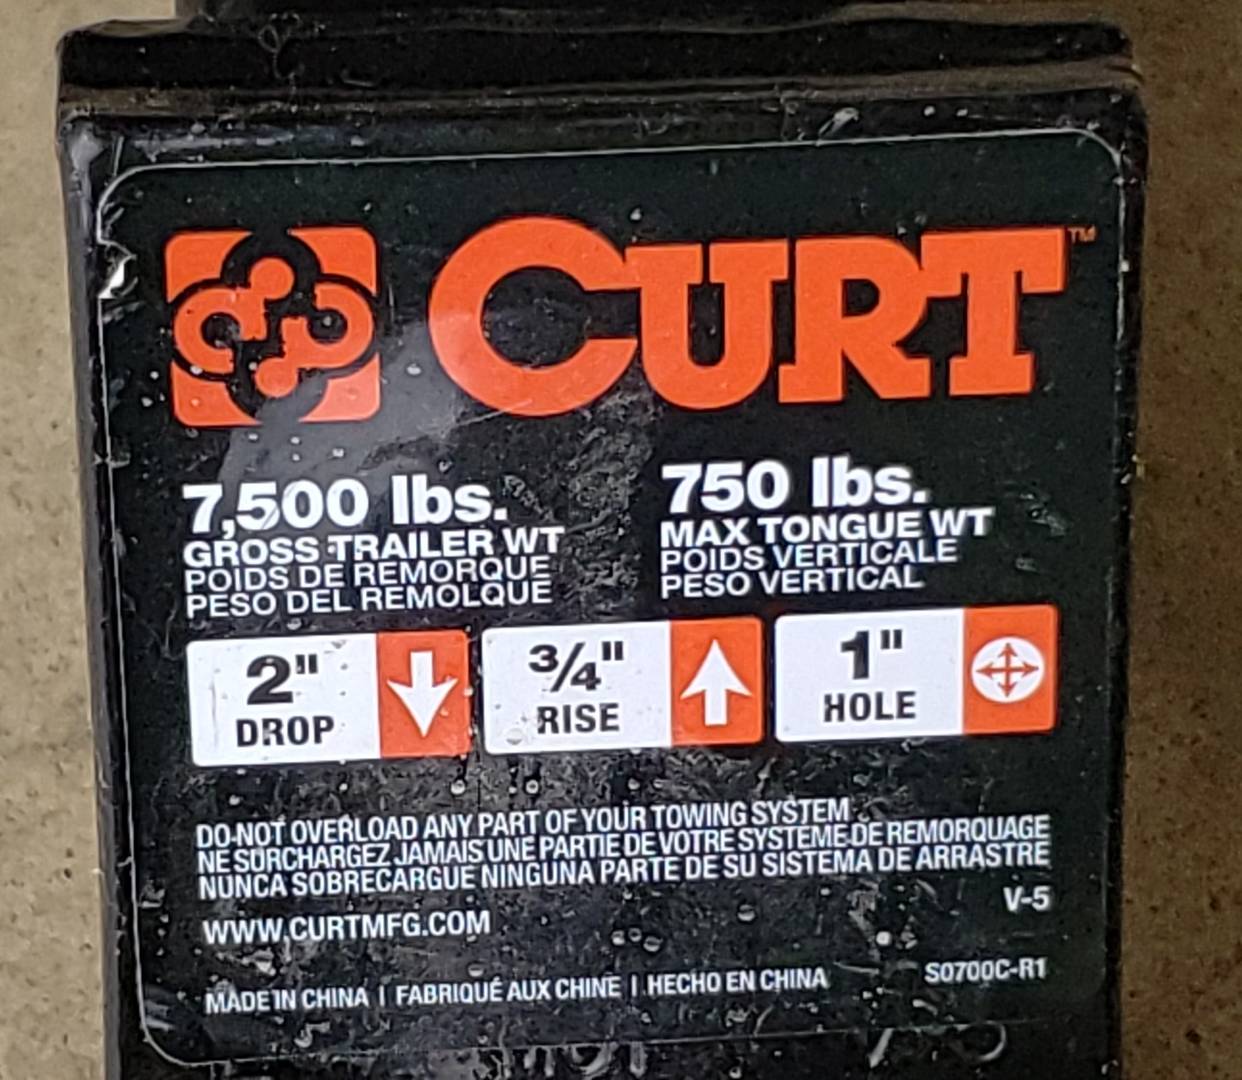 CURT™
7,500 lbs.
GROSS TRAILER WT
POIDS DE REMORQUE
PESO DEL REMOLQUE
750 lbs.
MAX TONGUE WT
POIDS VERTICALE
PESO VERTICAL
2"
DROP
3/4"
RISE
1"
HOLE
DO NOT OVERLOAD ANY PART OF YOUR TOWING SYSTEM
NE SURCHARGEZ JAMAIS UNE PARTIE DE VOTRE SYSTEME DE REMORQUAGE
NUNCA SOBRECARGUE NINGUNA PARTE DE SU SISTEMA DE ARRASTRE
V-5
WWW.CURTMFG.COM
MADE IN CHINA | FABRIQUÉ AUX CHINE | HECHO EN CHINA
S0700C-R1